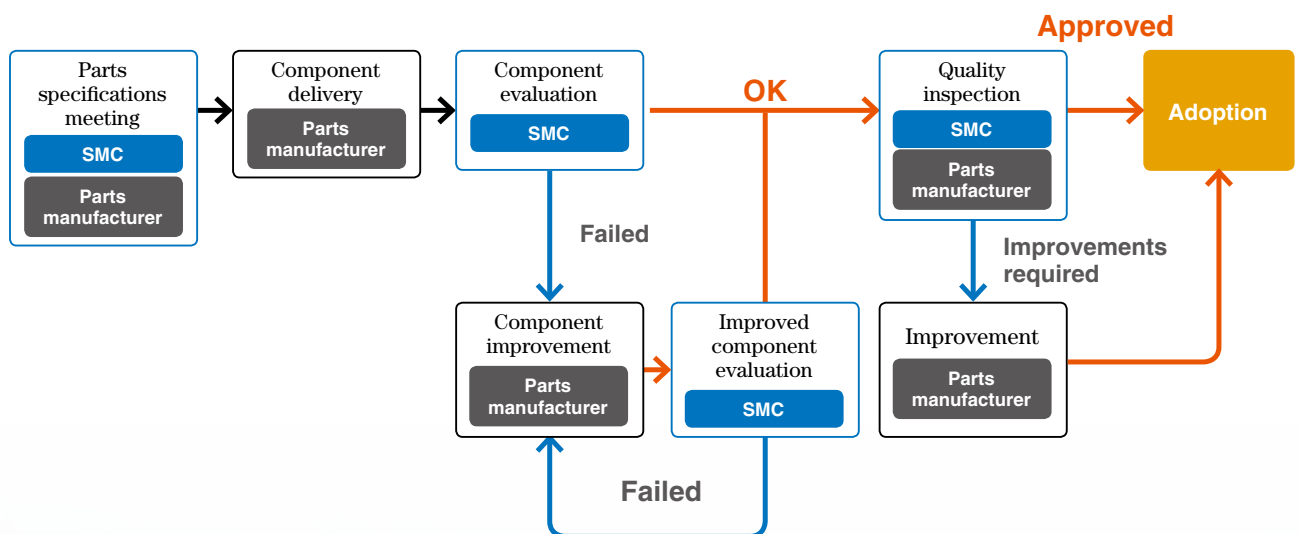 Approved
Parts
specifications
meeting
SMC
Parts
manufacturer
Component
delivery
Parts
manufacturer
Component
evaluation
SMC
OK
Quality
inspection
SMC
Parts
manufacturer
Adoption
Failed
Improvements
required
Component
improvement
Parts
manufacturer
Improved
component
evaluation
SMC
Improvement
Parts
manufacturer
Failed